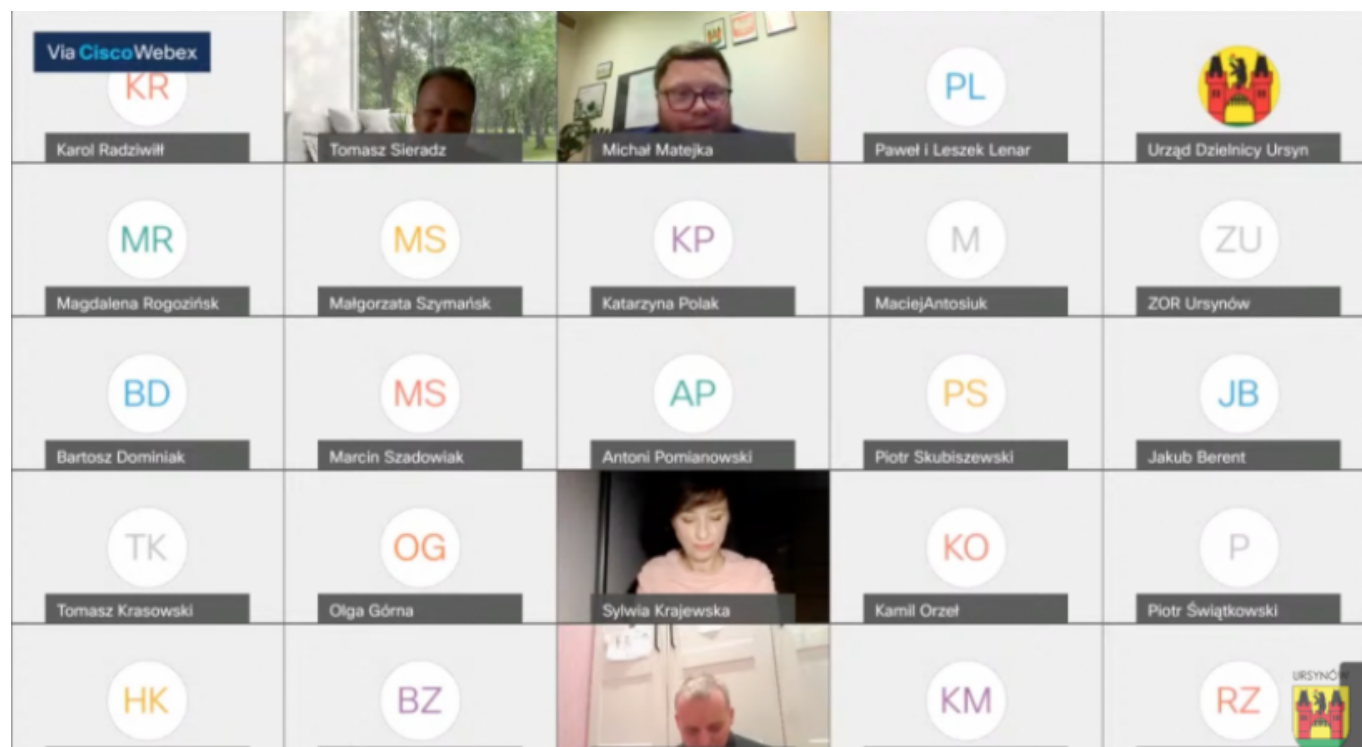 Via CiscoWebex
KR
Karol Radziwiłł
Tomasz Sieradz
Michał Matejka
PL
Paweł i Leszek Lenar
Urząd Dzielnicy Ursyn
MR
Magdalena Rogozińsk
MS
Małgorzata Szymańsk
KP
Katarzyna Polak
M
MaciejAntosiuk
ZU
ZOR Ursynów
BD
Bartosz Dominiak
MS
Marcin Szadowiak
AP
Antoni Pomianowski
PS
Piotr Skubiszewski
JB
Jakub Berent
TK
Tomasz Krasowski
OG
Olga Górna
Sylwia Krajewska
KO
Kamil Orzeł
P
Piotr Świątkowski
HK
BZ
KM
RZ
URSYNÓW